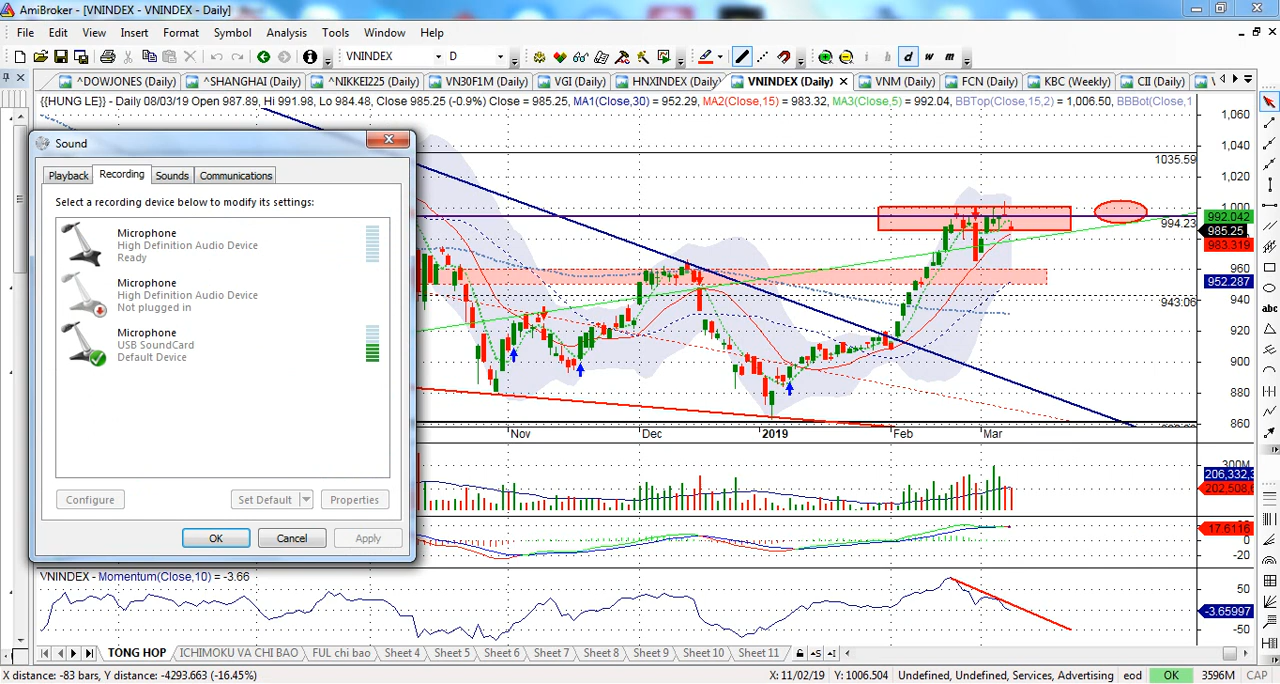 AmiBroker - [VNINDEX - VNINDEX - Daily]
File Edit View Insert Format Symbol Analysis Tools Window Help
VNINDEX D d w m
^DOWJONES (Daily) ^SHANGHAI (Daily) ^NIKKEI225 (Daily) VN30F1M (Daily) VGI (Daily) HNXINDEX (Daily) VNINDEX (Daily) VNM (Daily) FCN (Daily) KBC (Weekly) CII (Daily)
{{HUNG LE}} - Daily 08/03/19 Open 987.89, Hi 991.98, Lo 984.48, Close 985.25 (-0.9%) Close = 985.25, MA1(Close,30) = 952.29, MA2(Close,15) = 983.32, MA3(Close,5) = 992.04, BBTop(Close,15,2) = 1,006.50, BBBot(Close,1
Sound
Playback Recording Sounds Communications
Select a recording device below to modify its settings:
Microphone
High Definition Audio Device
Ready
Microphone
High Definition Audio Device
Not plugged in
Microphone
USB SoundCard
Default Device
Configure Set Default Properties
OK Cancel Apply
1,060
1,040
1035.59
1,020
1,000
992.042
994.23
985.25
983.319
960
952.287
940
943.06
920
900
880
860
Nov Dec 2019 Feb Mar
300M
206,332,
202,508,
17.6116
0
-20
VNINDEX - Momentum(Close,10) = -3.66
50
-3.65997
-50
TỔNG HỢP ICHIMOKU VA CHI BAO FUL chi bao Sheet 4 Sheet 5 Sheet 6 Sheet 7 Sheet 8 Sheet 9 Sheet 10 Sheet 11
X distance: -83 bars, Y distance: -4293.663 (-16.45%) X: 11/02/19 Y: 1006.504 Undefined, Undefined, Services, Advertising eod OK 3596M CAP
abc